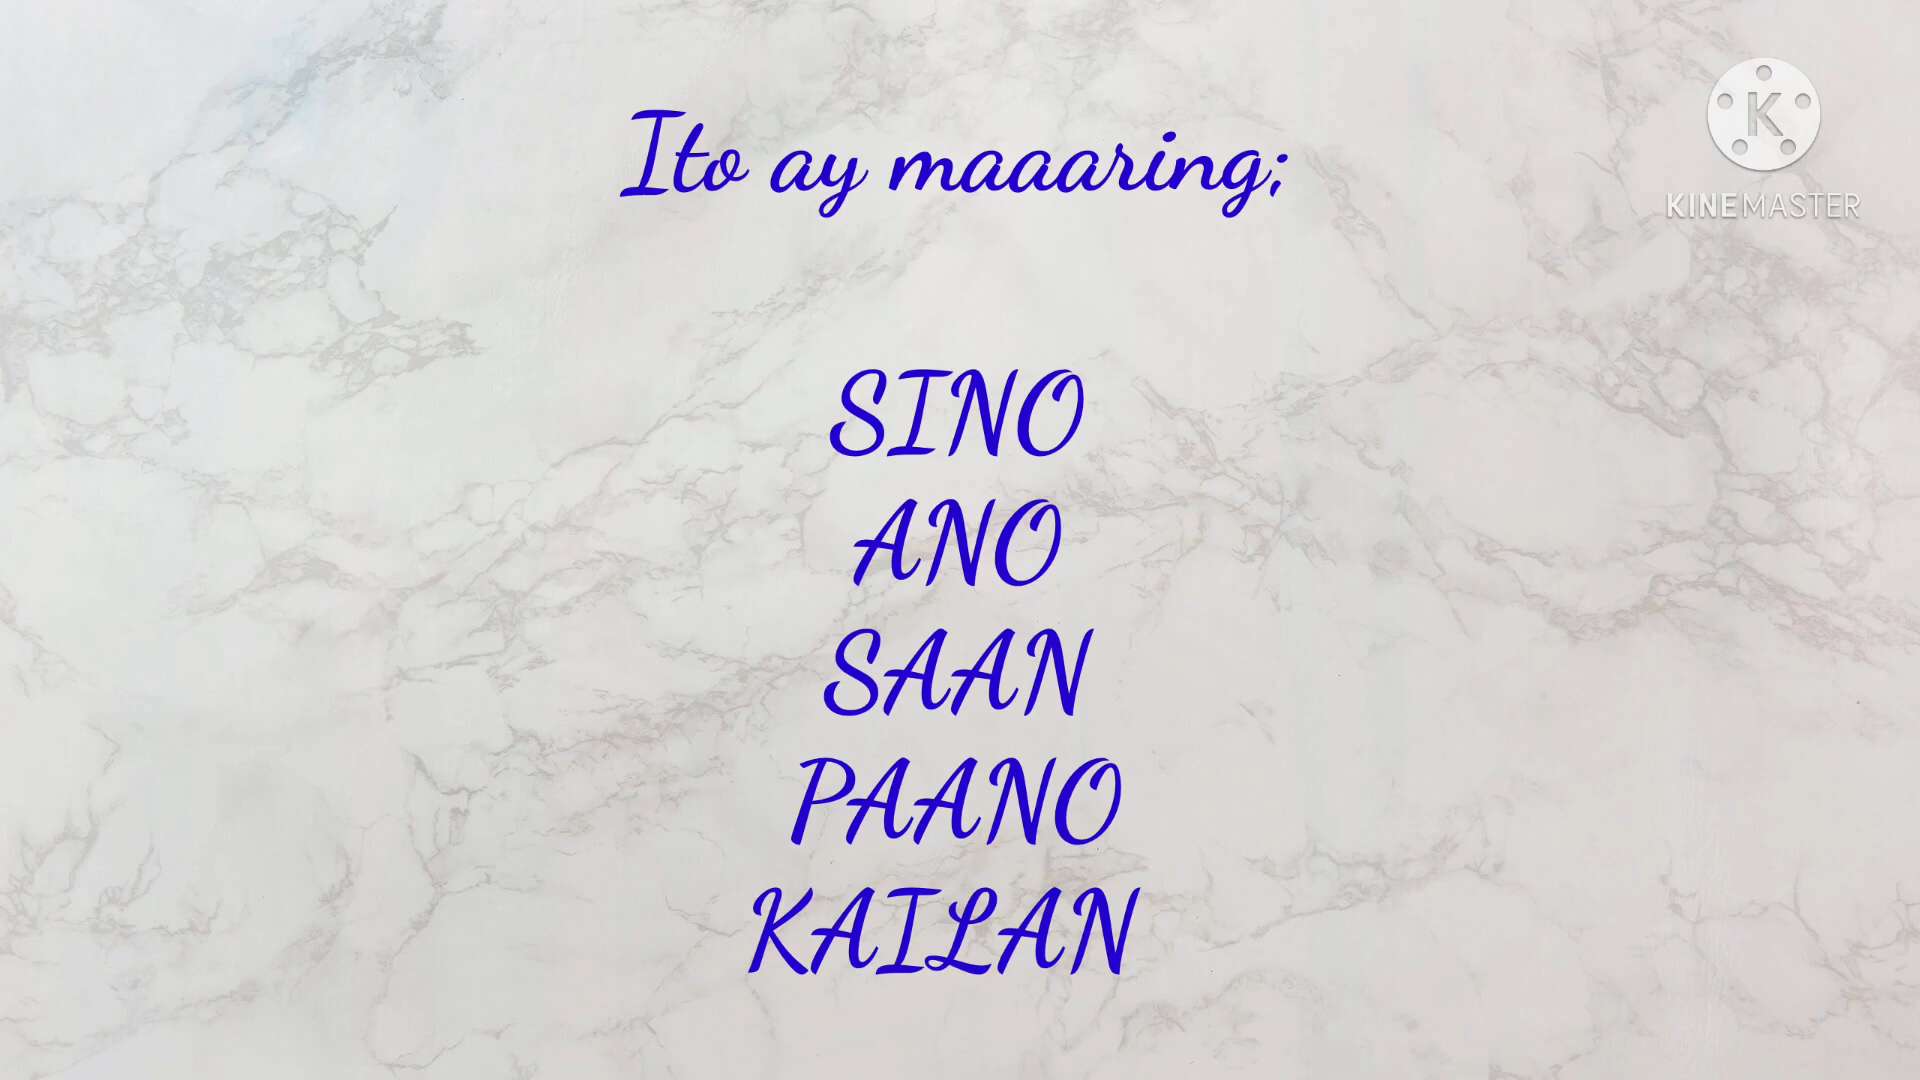 Ito ay maaaring;
K
KINEMASTER
SINO
ANO
SAAN
PAANO
KAILAN